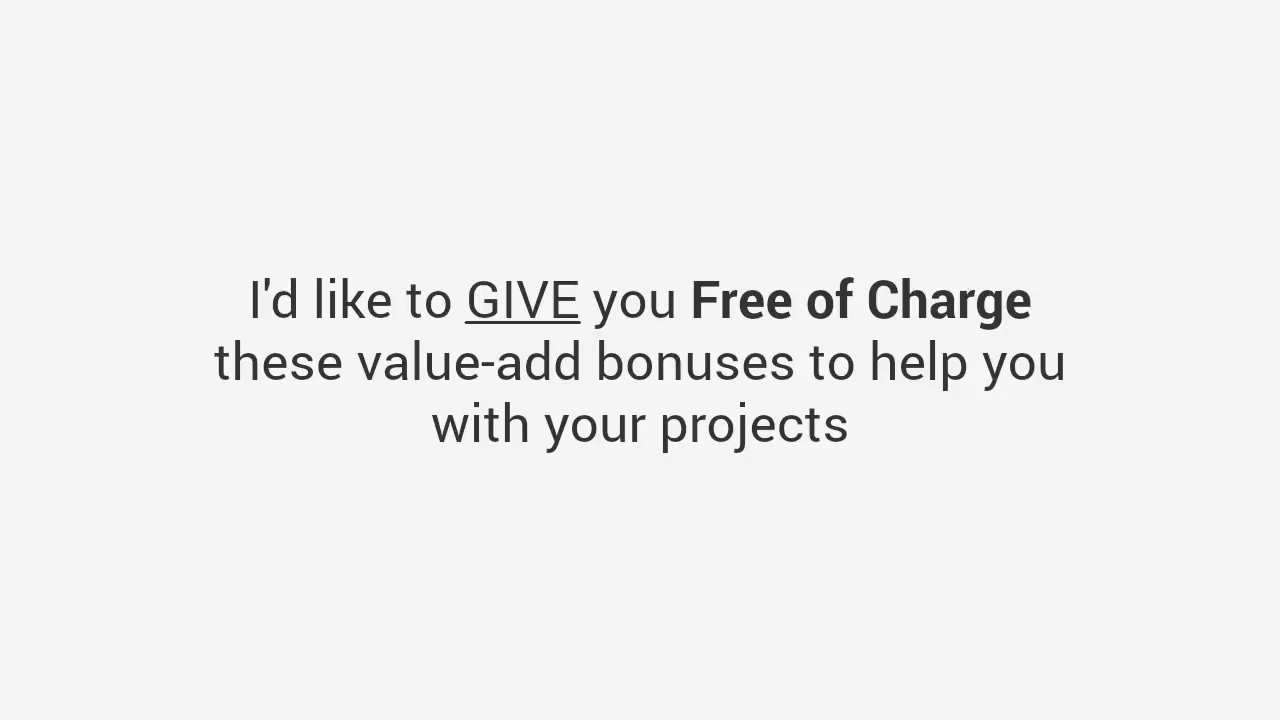 I'd like to GIVE you Free of Charge
these value-add bonuses to help you
with your projects